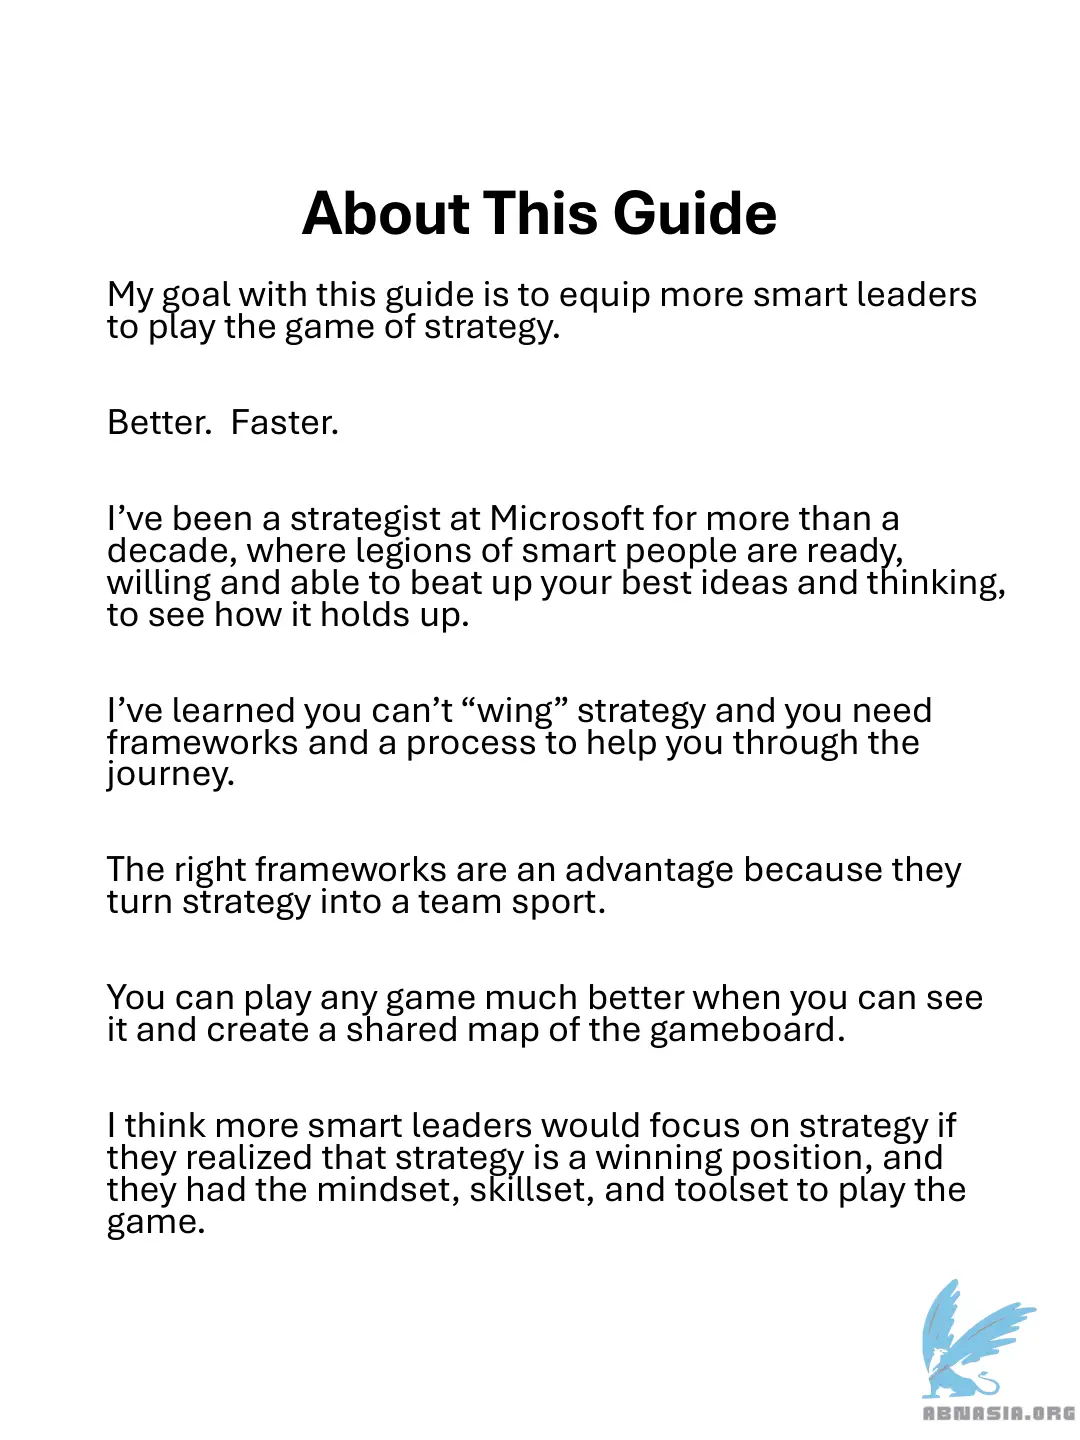 About This Guide
My goal with this guide is to equip more smart leaders
to play the game of strategy.
Better.  Faster.
I’ve been a strategist at Microsoft for more than a
decade, where legions of smart people are ready,
willing and able to beat up your best ideas and thinking,
to see how it holds up.
I’ve learned you can’t “wing” strategy and you need
frameworks and a process to help you through the
journey.
The right frameworks are an advantage because they
turn strategy into a team sport.
You can play any game much better when you can see
it and create a shared map of the gameboard.
I think more smart leaders would focus on strategy if
they realized that strategy is a winning position, and
they had the mindset, skillset, and toolset to play the
game.
ABNASIA.ORG